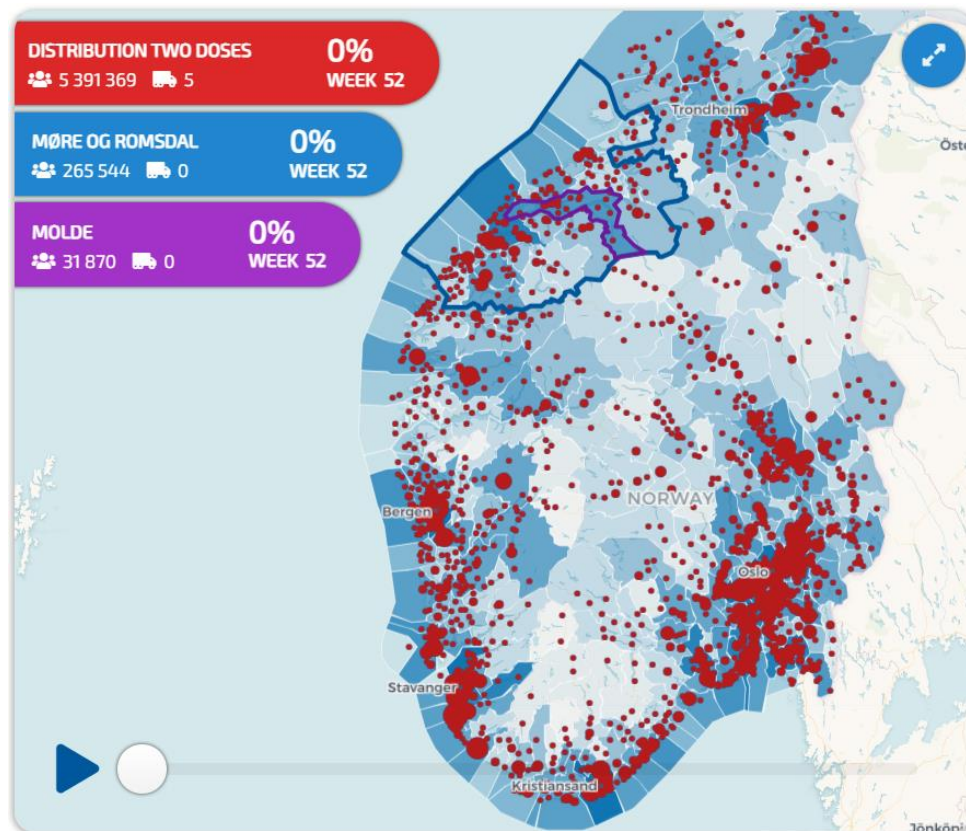 DISTRIBUTION TWO DOSES
5 391 369 5
0%
WEEK 52
MØRE OG ROMSDAL
265 544 0
0%
WEEK 52
MOLDE
31 870 0
0%
WEEK 52
Trondheim
Öste
NORWAY
Bergen
Oslo
Stavanger
Kristiansand
Jönköpi